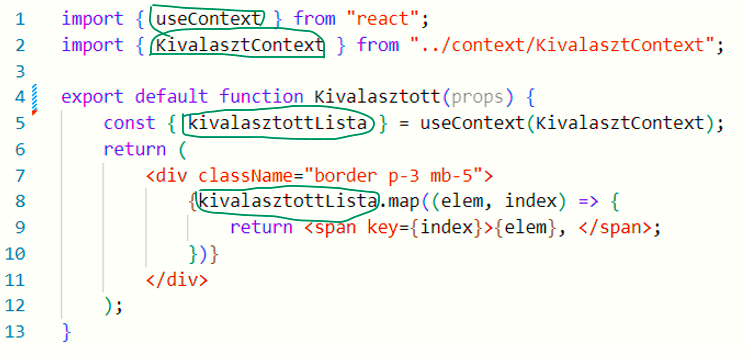 1 import { useContext } from "react";
2 import { KivalasztContext } from "../context/KivalasztContext";
3
4 export default function Kivalasztott(props) {
5 const { kivalasztottLista } = useContext(KivalasztContext);
6 return (
7 <div className="border p-3 mb-5">
8 {kivalasztottLista.map((elem, index) => {
9 return <span key={index}>{elem}, </span>;
10 })}
11 </div>
12 );
13 }